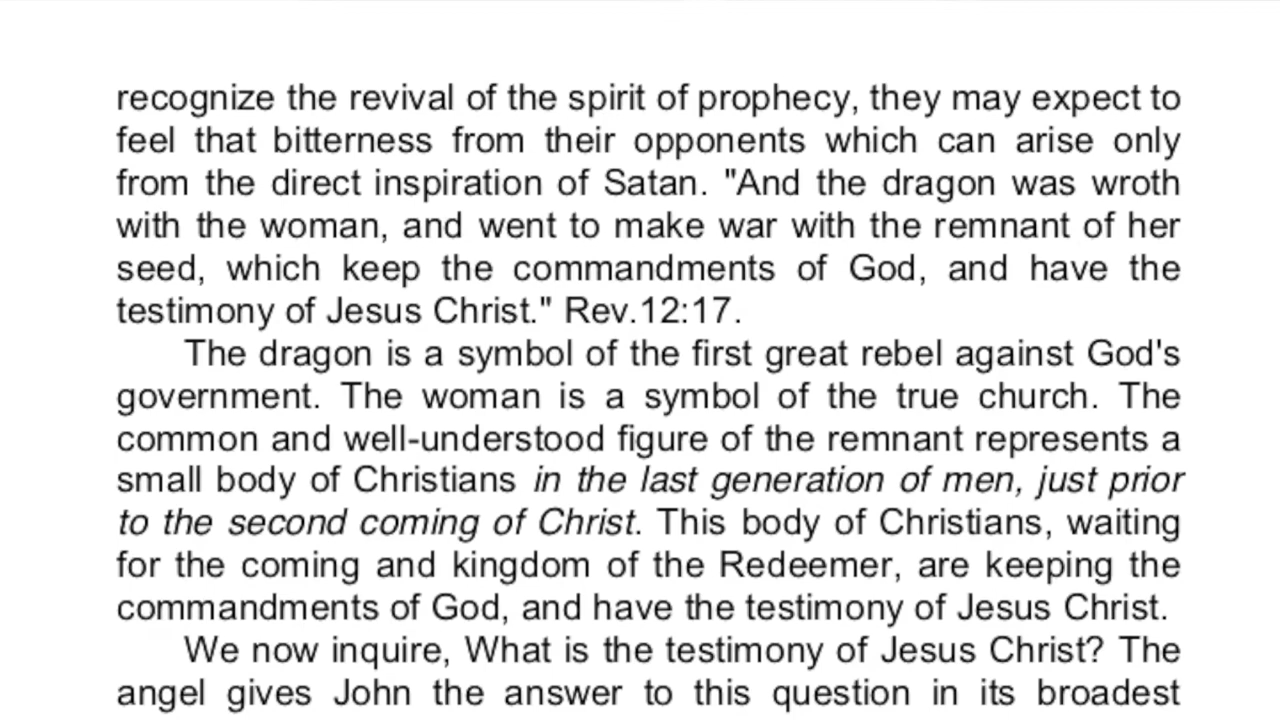 recognize the revival of the spirit of prophecy, they may expect to
feel that bitterness from their opponents which can arise only
from the direct inspiration of Satan. "And the dragon was wroth
with the woman, and went to make war with the remnant of her
seed, which keep the commandments of God, and have the
testimony of Jesus Christ." Rev.12:17.
The dragon is a symbol of the first great rebel against God's
government. The woman is a symbol of the true church. The
common and well-understood figure of the remnant represents a
small body of Christians in the last generation of men, just prior
to the second coming of Christ. This body of Christians, waiting
for the coming and kingdom of the Redeemer, are keeping the
commandments of God, and have the testimony of Jesus Christ.
We now inquire, What is the testimony of Jesus Christ? The
angel gives John the answer to this question in its broadest